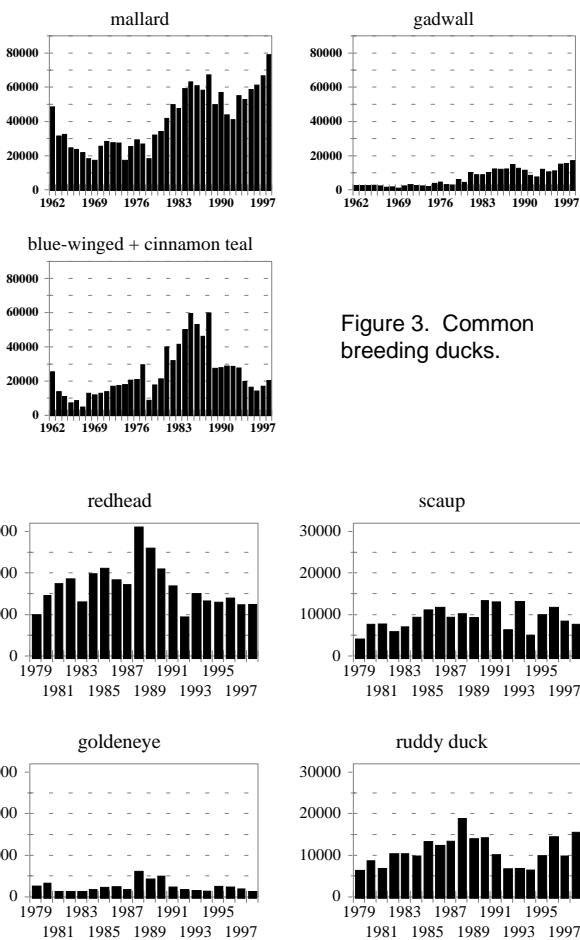 mallard
80000
60000
40000
20000
0
1962 1969 1976 1983 1990 1997
gadwall
80000
60000
40000
20000
0
1962 1969 1976 1983 1990 1997
blue-winged + cinnamon teal
80000
60000
40000
20000
0
1962 1969 1976 1983 1990 1997
Figure 3. Common
breeding ducks.
redhead
0
1979 1983 1987 1991 1995
1981 1985 1989 1993 1997
scaup
30000
20000
10000
0
1979 1983 1987 1991 1995
1981 1985 1989 1993 1997
goldeneye
0
1979 1983 1987 1991 1995
1981 1985 1989 1993 1997
ruddy duck
30000
20000
10000
0
1979 1983 1987 1991 1995
1981 1985 1989 1993 1997